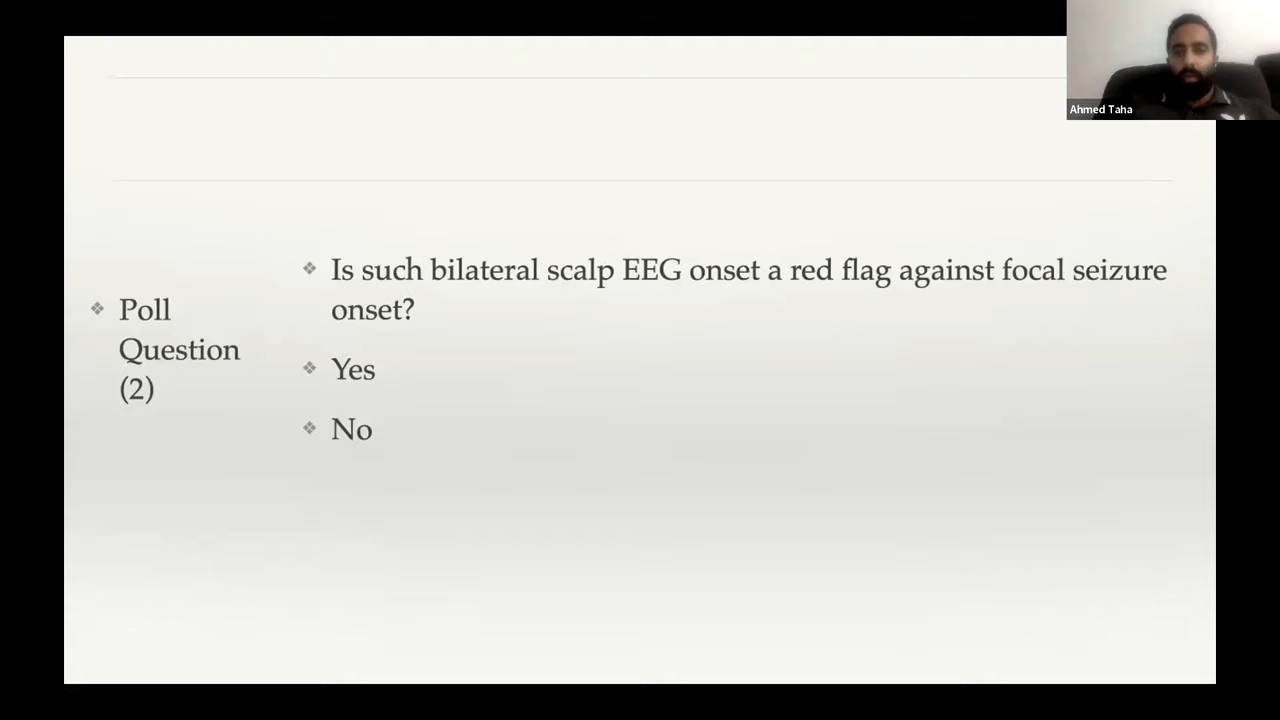 Ahmed Taha
Poll
Question
(2)
Is such bilateral scalp EEG onset a red flag against focal seizure
onset?
Yes
No